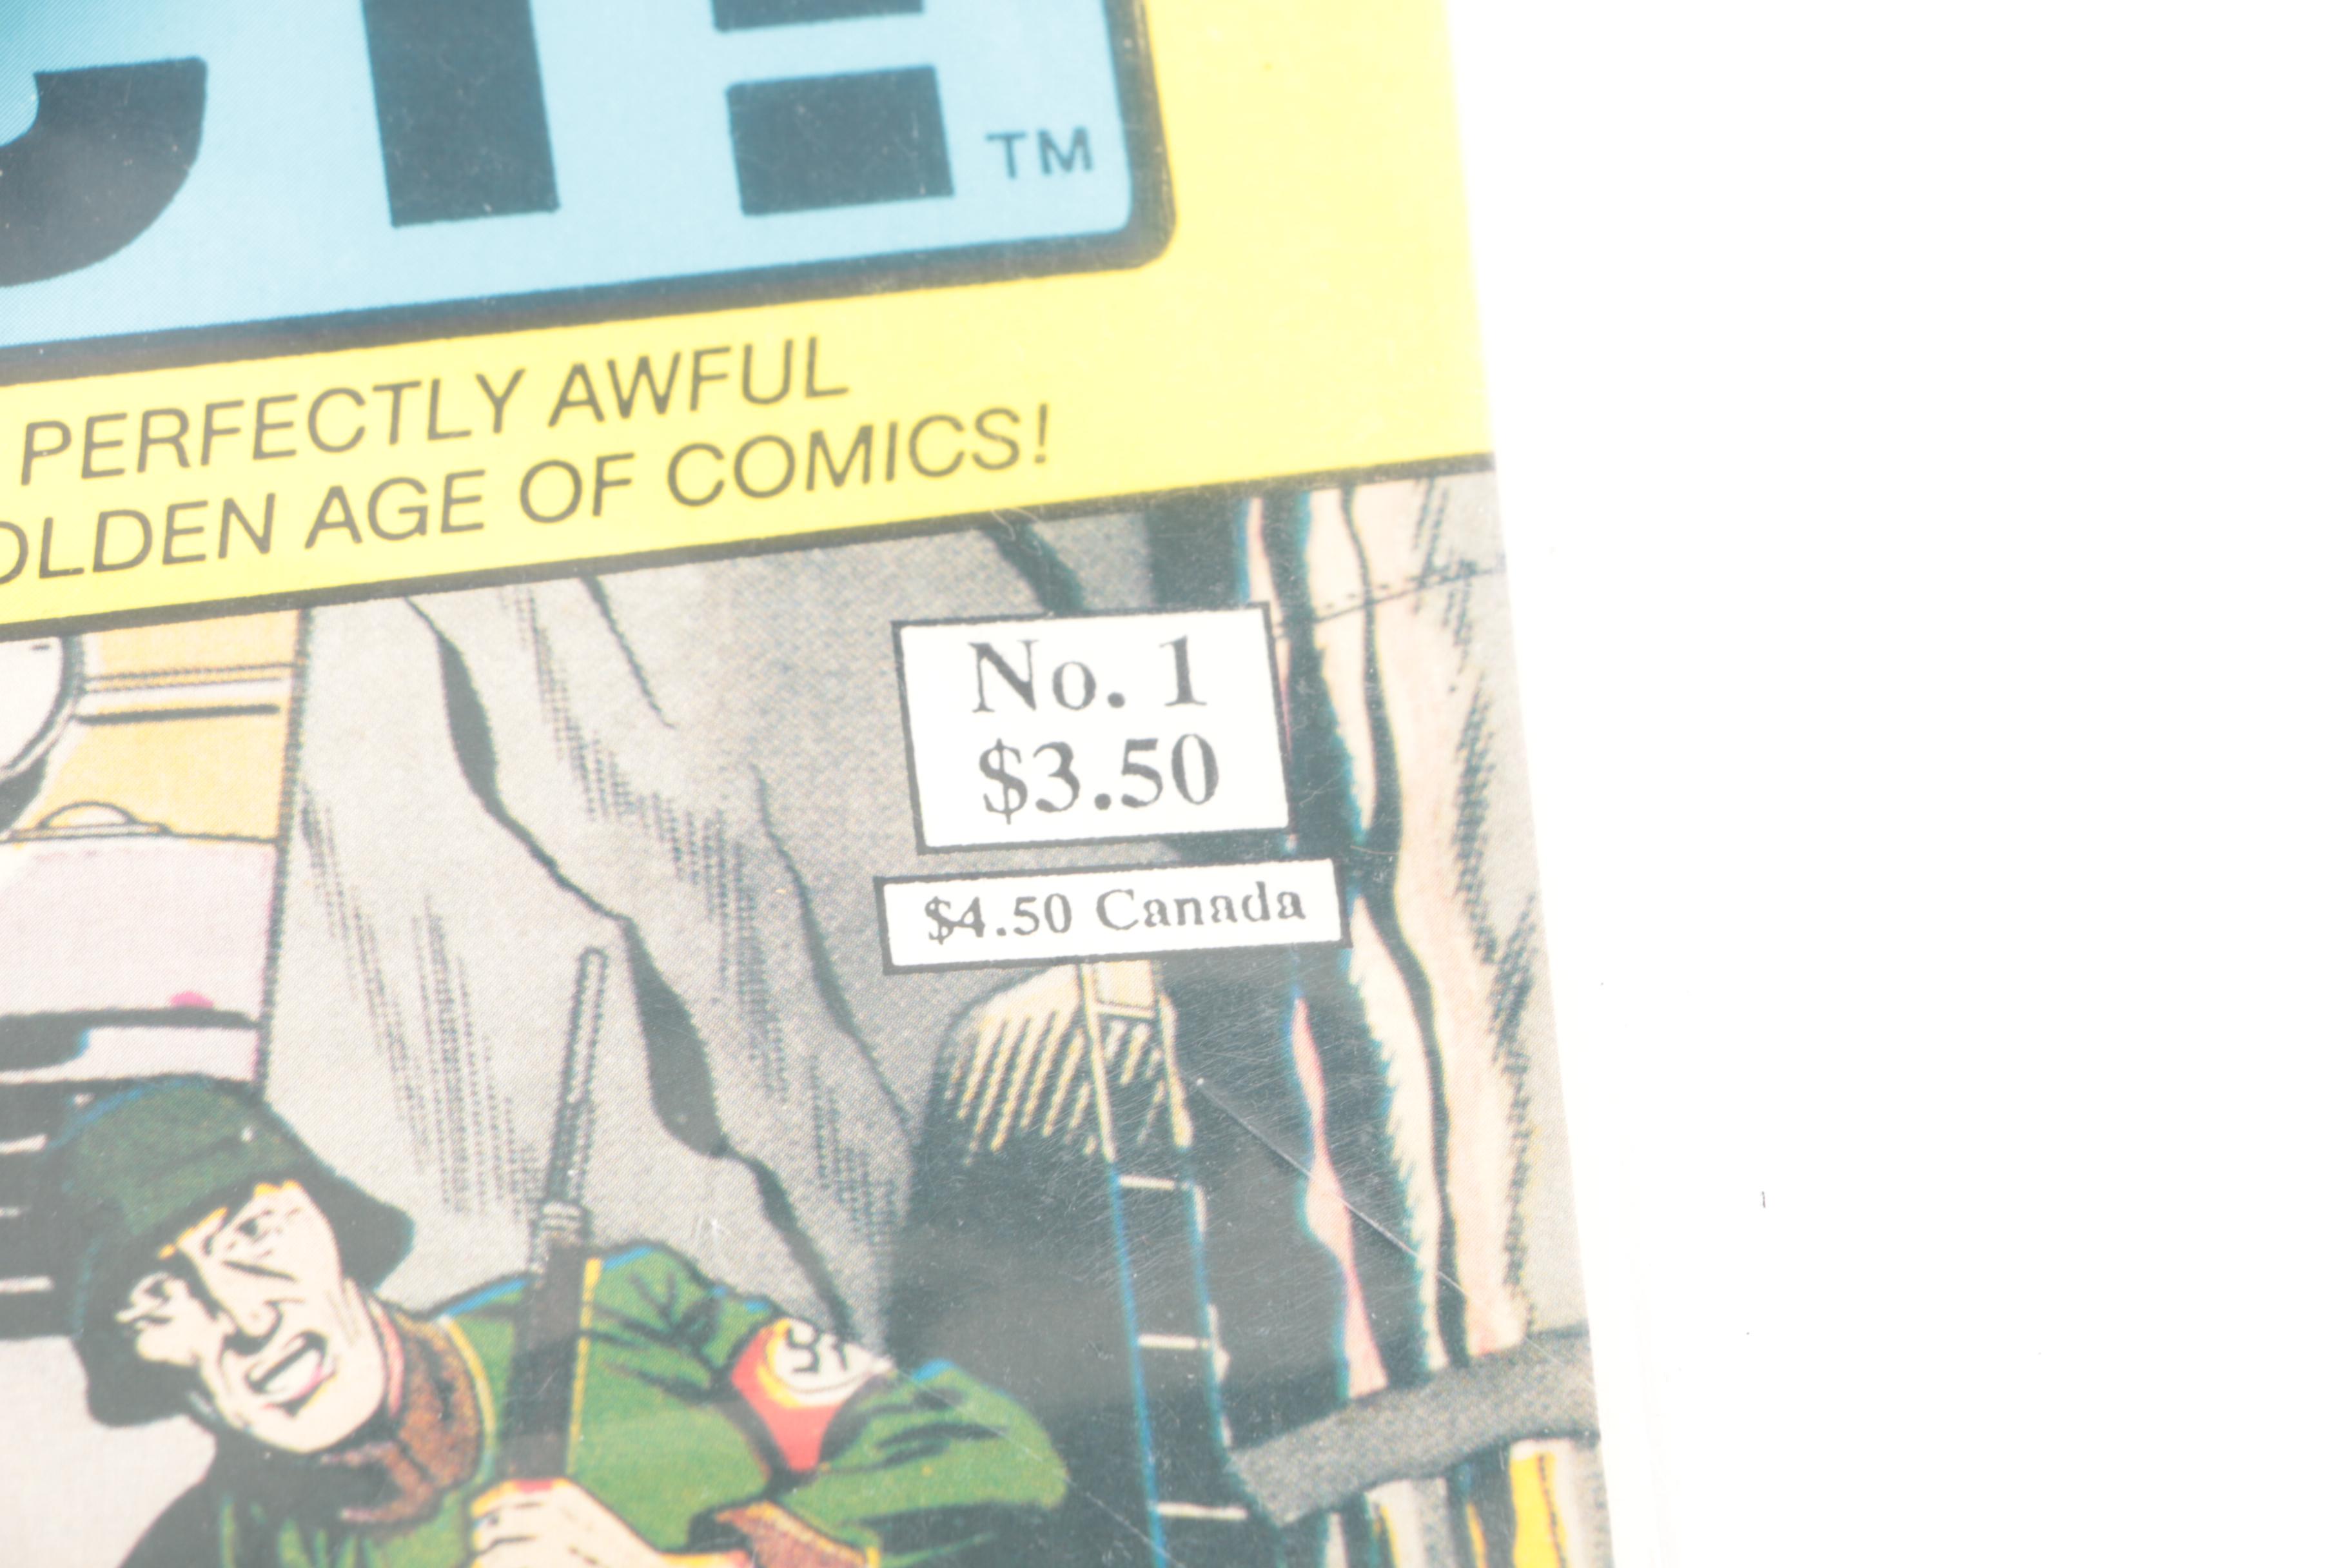 TM
PERFECTLY AWFUL
OLDEN AGE OF COMICS!
No. 1
$3.50
$4.50 Canada